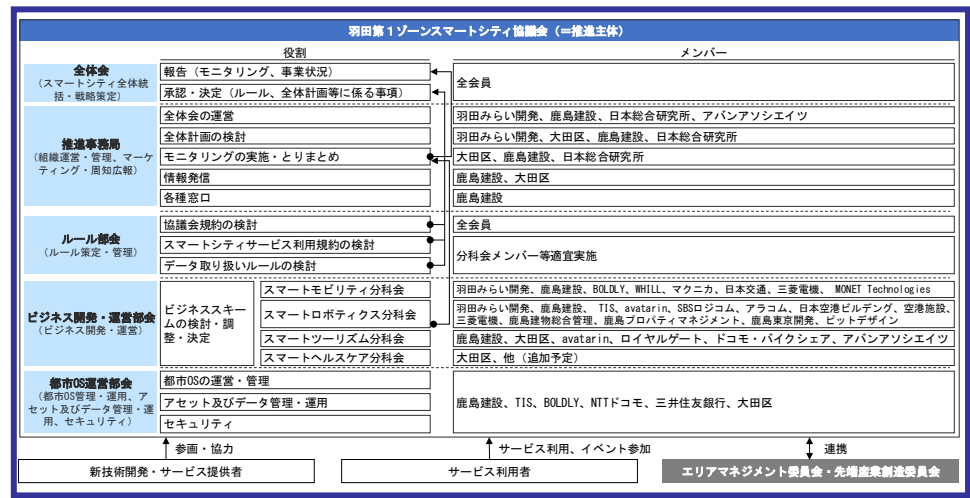 羽田第1ゾーンスマートシティ協議会（＝推進主体）
役割
メンバー
全体会
（スマートシティ全体統
括・戦略策定）
報告（モニタリング、事業状況）
承認・決定（ルール、全体計画等に係る事項）
全会員
推進事務局
（組織運営・管理、マーケ
ティング・周知広報）
全体会の運営
羽田みらい開発、鹿島建設、日本総合研究所、アバンアソシエイツ
全体計画の検討
羽田みらい開発、大田区、鹿島建設、日本総合研究所
モニタリングの実施・とりまとめ
大田区、鹿島建設、日本総合研究所
情報発信
鹿島建設、大田区
各種窓口
鹿島建設
ルール部会
（ルール策定・管理）
協議会規約の検討
全会員
スマートシティサービス利用規約の検討
データ取り扱いルールの検討
分科会メンバー等適宜実施
ビジネス開発・運営部会
（ビジネス開発・運営）
ビジネススキー
ムの検討・調
整・決定
スマートモビリティ分科会
羽田みらい開発、鹿島建設、BOLDLY、WHILL、マクニカ、日本交通、三菱電機、 MONET Technologies
スマートロボティクス分科会
羽田みらい開発、鹿島建設、 TIS、avatarin、SBSロジコム、アラコム、日本空港ビルデング、空港施設、
三菱電機、鹿島建物総合管理、鹿島プロパティマネジメント、鹿島東京開発、ピットデザイン
スマートツーリズム分科会
鹿島建設、大田区、avatarin、ロイヤルゲート、ドコモ・バイクシェア、アバンアソシエイツ
スマートヘルスケア分科会
大田区、他（追加予定）
都市OS運営部会
（都市OS管理・運用、ア
セット及びデータ管理・運
用、セキュリティ）
都市OSの運営・管理
アセット及びデータ管理・運用
セキュリティ
鹿島建設、TIS、BOLDLY、NTTドコモ、三井住友銀行、大田区
参画・協力
サービス利用、イベント参加
連携
新技術開発・サービス提供者
サービス利用者
エリアマネジメント委員会・先端産業創造委員会